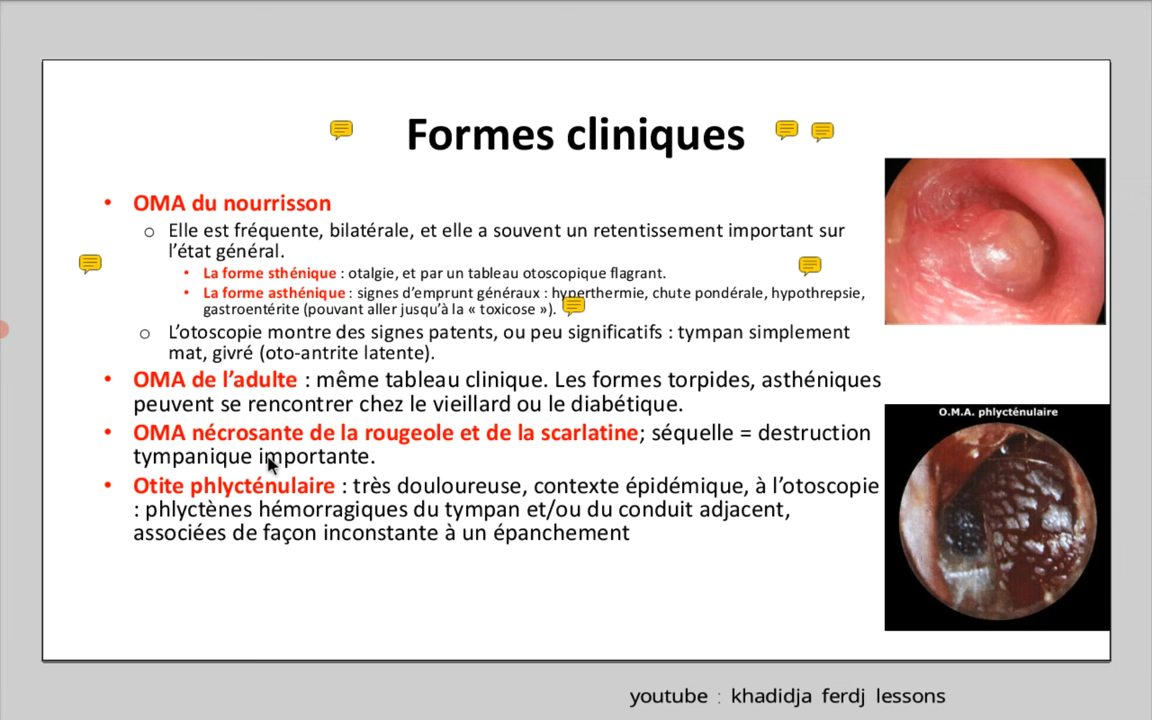 Formes cliniques
• OMA du nourrisson
o Elle est fréquente, bilatérale, et elle a souvent un retentissement important sur
l’état général.
• La forme sthénique : otalgie, et par un tableau otoscopique flagrant.
• La forme asthénique : signes d’emprunt généraux : hyperthermie, chute pondérale, hypothrepsie,
gastroentérite (pouvant aller jusqu’à la « toxicose »).
o L’otoscopie montre des signes patents, ou peu significatifs : tympan simplement
mat, givré (oto-antrite latente).
• OMA de l’adulte : même tableau clinique. Les formes torpides, asthéniques
peuvent se rencontrer chez le vieillard ou le diabétique.
• OMA nécrosante de la rougeole et de la scarlatine; séquelle = destruction
tympanique importante.
• Otite phlycténulaire : très douloureuse, contexte épidémique, à l’otoscopie
: phlyctènes hémorragiques du tympan et/ou du conduit adjacent,
associées de façon inconstante à un épanchement
O.M.A. phlycténulaire
youtube : khadidja ferdj lessons